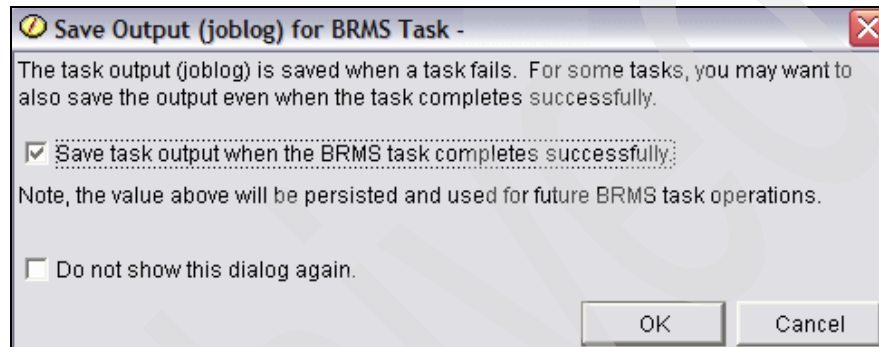 Save Output (joblog) for BRMS Task -
The task output (joblog) is saved when a task fails. For some tasks, you may want to
also save the output even when the task completes successfully.
Save task output when the BRMS task completes successfully.
Note, the value above will be persisted and used for future BRMS task operations.
Do not show this dialog again.
OK Cancel